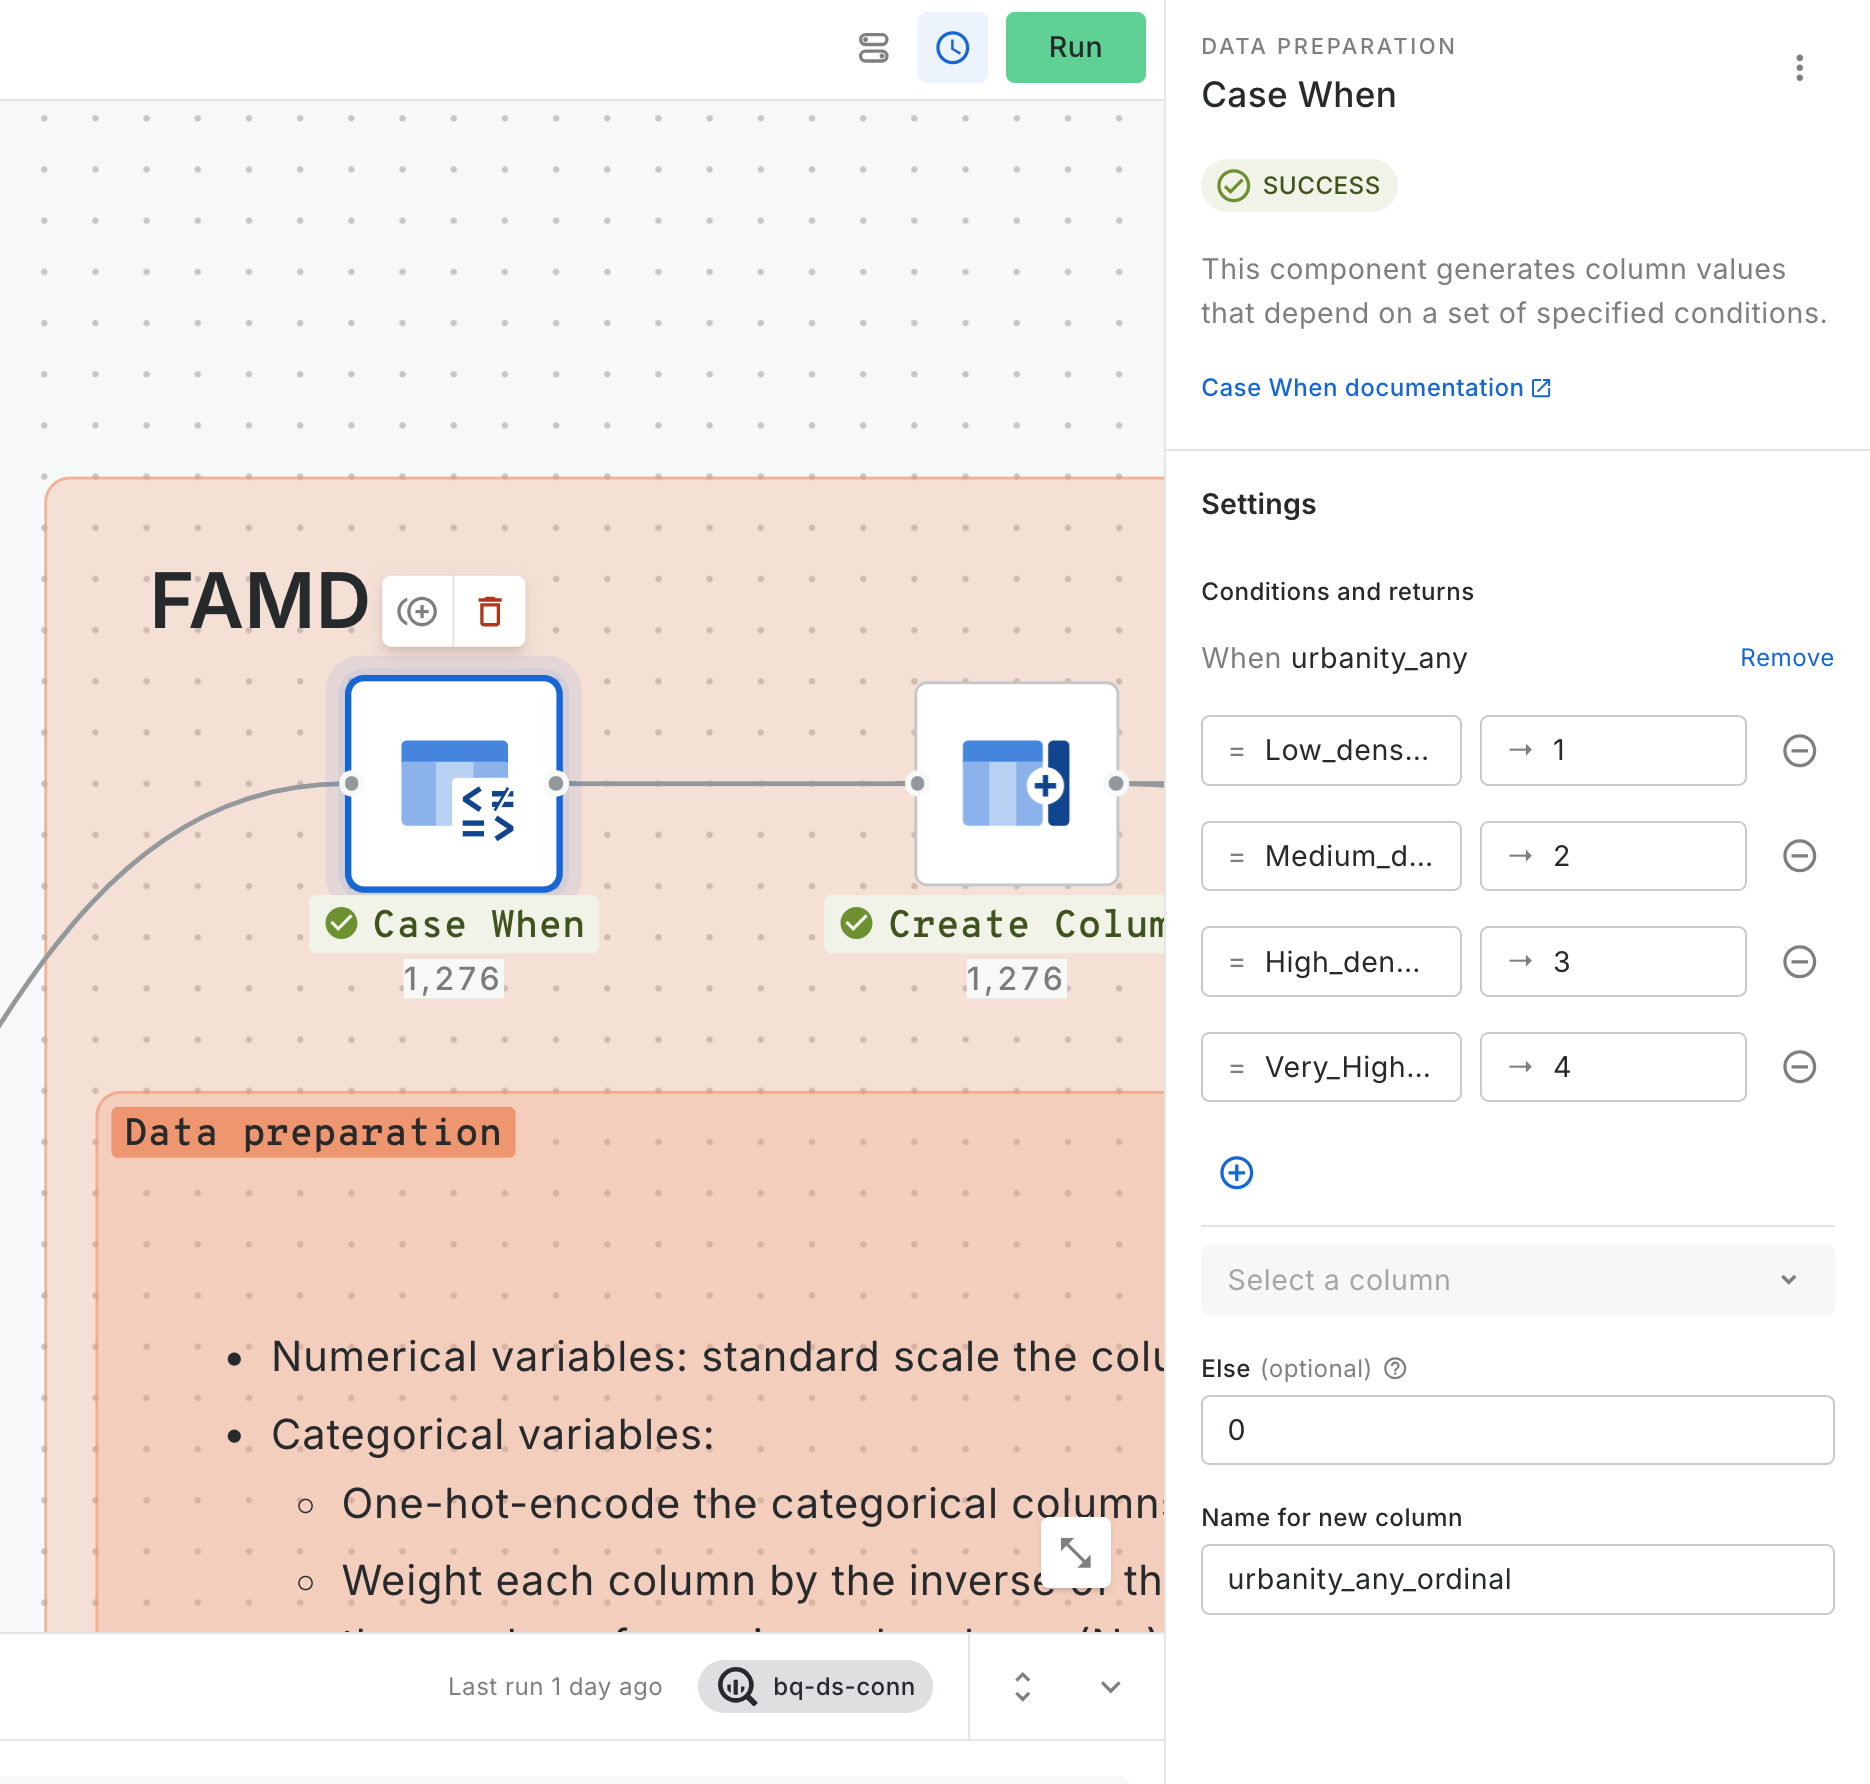 Run
DATA PREPARATION
Case When
SUCCESS
This component generates column values
that depend on a set of specified conditions.
Case When documentation
Settings
Conditions and returns
When urbanity_any
Remove
= Low_dens... → 1
= Medium_d... → 2
= High_den... → 3
= Very_High... → 4
Select a column
Else (optional)
0
Name for new column
urbanity_any_ordinal
FAMD
Case When
1,276
Create Colum
1,276
Data preparation
• Numerical variables: standard scale the colu
• Categorical variables:
○ One-hot-encode the categorical columns
○ Weight each column by the inverse of th
Last run 1 day ago
bq-ds-conn